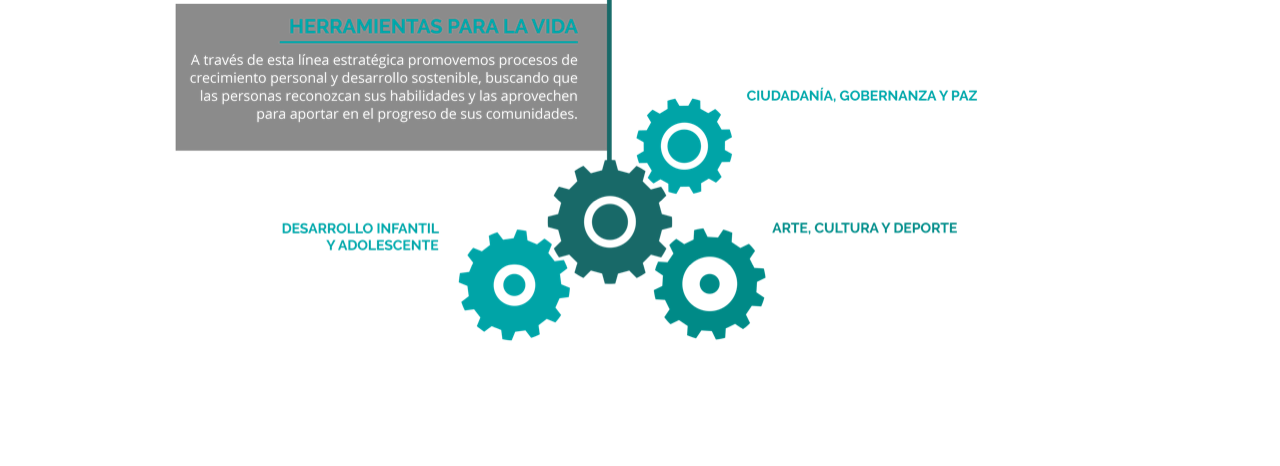 HERRAMIENTAS PARA LA VIDA
A través de esta línea estratégica promovemos procesos de
crecimiento personal y desarrollo sostenible, buscando que
las personas reconozcan sus habilidades y las aprovechen
para aportar en el progreso de sus comunidades.
CIUDADANÍA, GOBERNANZA Y PAZ
DESARROLLO INFANTIL
Y ADOLESCENTE
ARTE, CULTURA Y DEPORTE